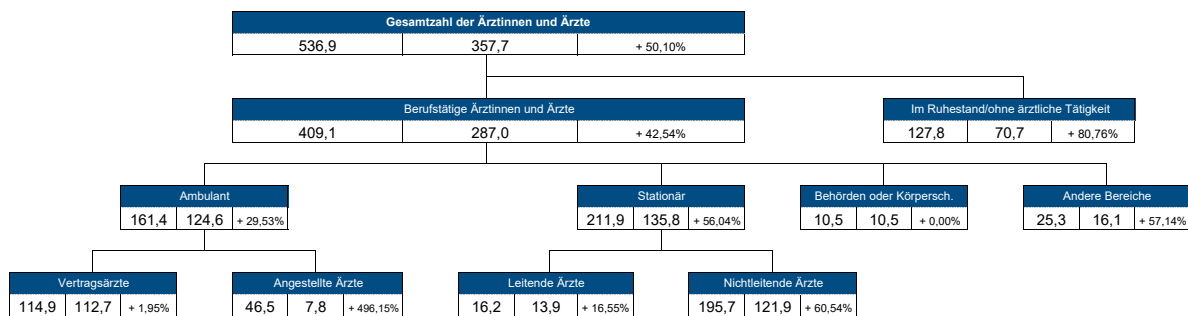 Gesamtzahl der Ärztinnen und Ärzte
536,9 357,7 + 50,10%
Berufstätige Ärztinnen und Ärzte
409,1 287,0 + 42,54%
Im Ruhestand/ohne ärztliche Tätigkeit
127,8 70,7 + 80,76%
Ambulant
161,4 124,6 + 29,53%
Stationär
211,9 135,8 + 56,04%
Behörden oder Körpersch.
10,5 10,5 + 0,00%
Andere Bereiche
25,3 16,1 + 57,14%
Vertragsärzte
114,9 112,7 + 1,95%
Angestellte Ärzte
46,5 7,8 + 496,15%
Leitende Ärzte
16,2 13,9 + 16,55%
Nichtleitende Ärzte
195,7 121,9 + 60,54%